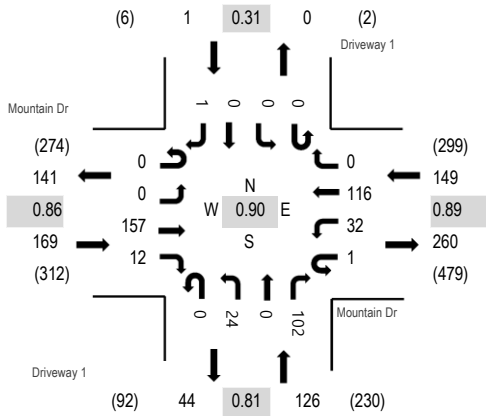 (6) 1 0.31 0 (2)
Driveway 1
1 0 0 0
Mountain Dr
(274) 0 0 (299)
141 149
0 N 116
0.86 W 0.90 E 0.89
157 S 32
169 260
12 1
(312) (479)
0 24 0 102
Mountain Dr
Driveway 1
(92) 44 0.81 126 (230)